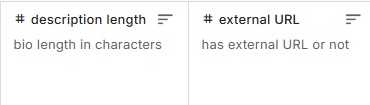 # description length
bio length in characters
# external URL
has external URL or not